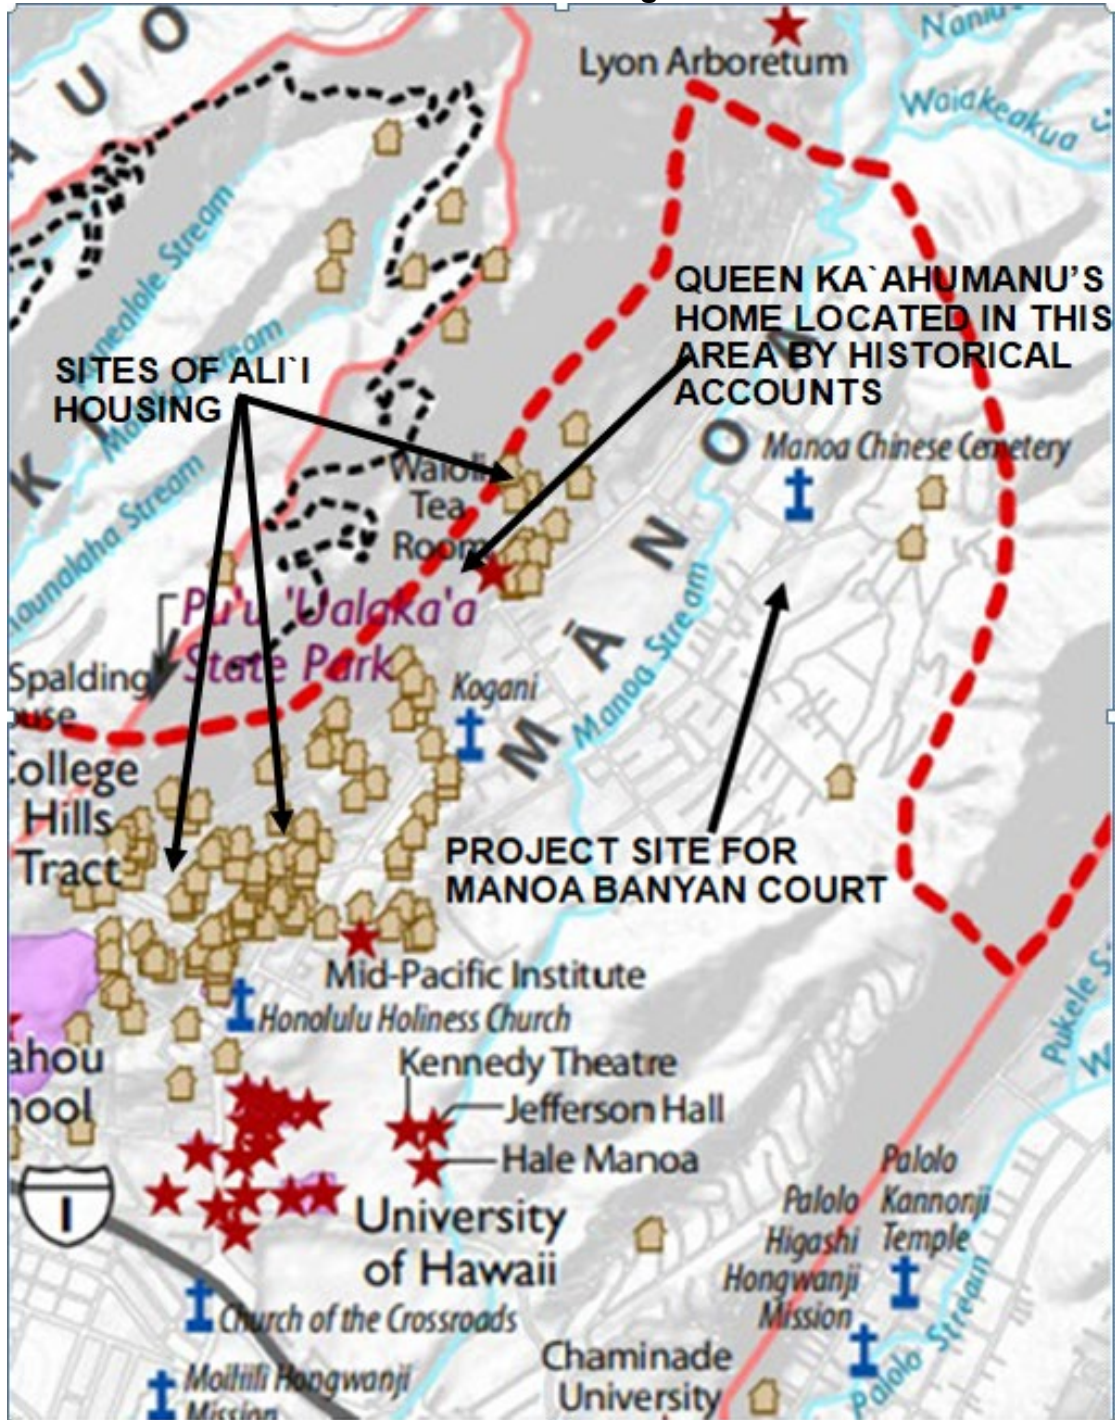 Lyon Arboretum
Waiakeakua
QUEEN KA`AHUMANU'S
HOME LOCATED IN THIS
AREA BY HISTORICAL
ACCOUNTS
SITES OF ALI`I
HOUSING
Stream
Stream
Stream
Manoa Chinese Cemetery
Waioli
Tea
Room
Pu'u 'Ualaka'a
State Park
Spalding
Kogani
MĀNOA
Manoa Stream
College
Hills
Tract
PROJECT SITE FOR
MANOA BANYAN COURT
Mid-Pacific Institute
Honolulu Holiness Church
Kennedy Theatre
Jefferson Hall
Hale Manoa
University
of Hawaii
Church of the Crossroads
Moiliili Hongwanji
Mission
Palolo
Higashi
Hongwanji
Mission
Palolo
Kannonji
Temple
Palolo Stream
Pukele
Chaminade
University